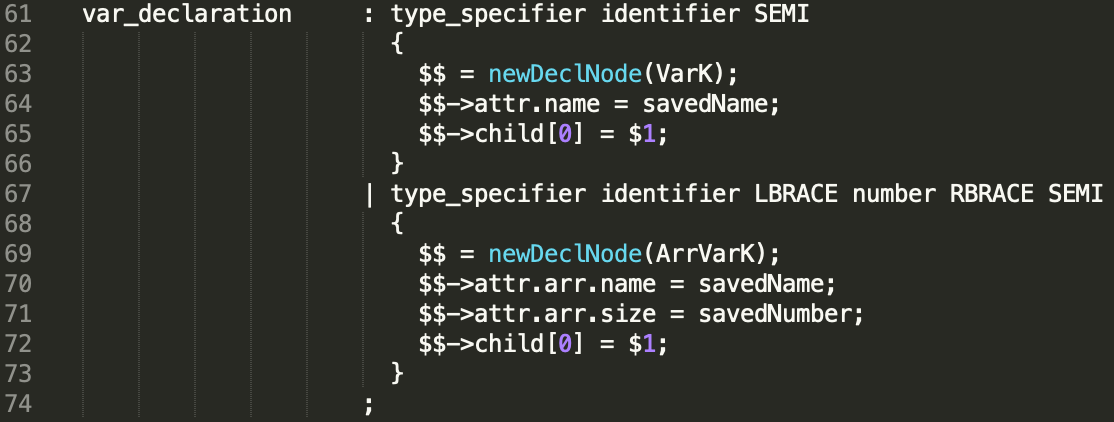 61 var_declaration : type_specifier identifier SEMI
62 {
63 $$ = newDeclNode(VarK);
64 $$->attr.name = savedName;
65 $$->child[0] = $1;
66 }
67 | type_specifier identifier LBRACE number RBRACE SEMI
68 {
69 $$ = newDeclNode(ArrVarK);
70 $$->attr.arr.name = savedName;
71 $$->attr.arr.size = savedNumber;
72 $$->child[0] = $1;
73 }
74 ;